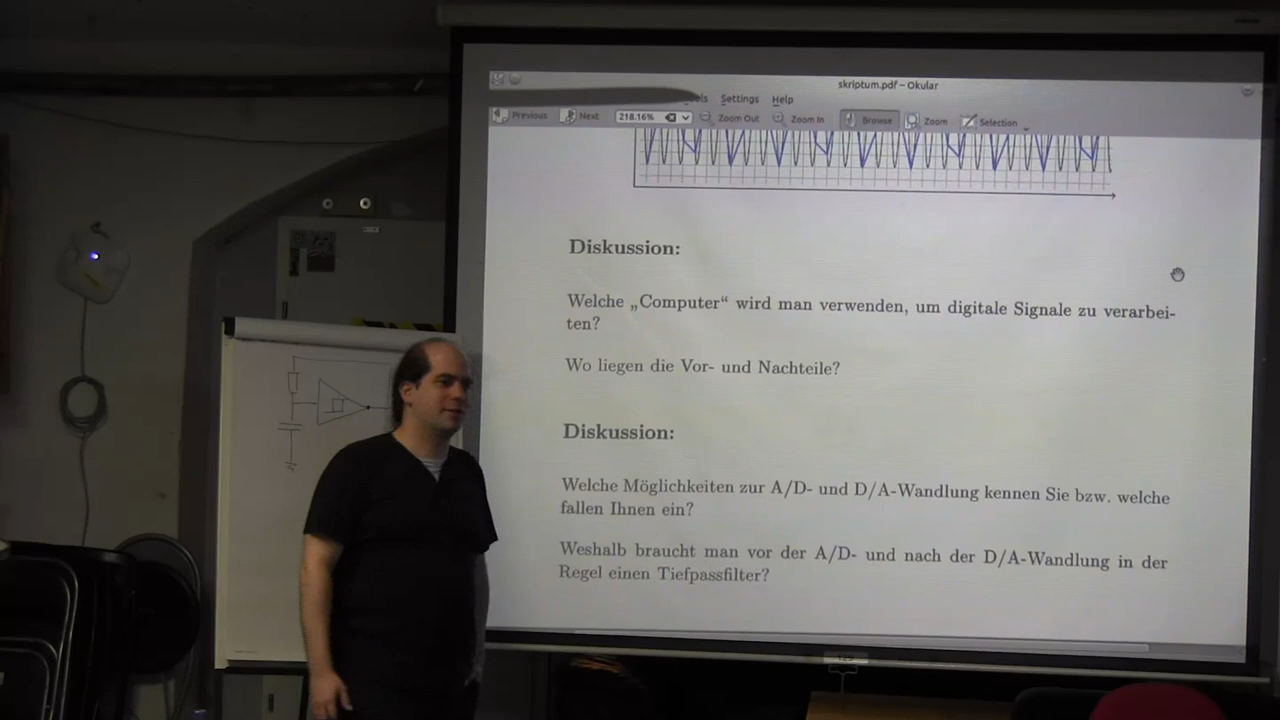 skriptum.pdf – Okular
Settings Help
Previous Next 218.16% Zoom Out Zoom In Browse Zoom Selection
Diskussion:
Welche „Computer“ wird man verwenden, um digitale Signale zu verarbei-
ten?
Wo liegen die Vor- und Nachteile?
Diskussion:
Welche Möglichkeiten zur A/D- und D/A-Wandlung kennen Sie bzw. welche
fallen Ihnen ein?
Weshalb braucht man vor der A/D- und nach der D/A-Wandlung in der
Regel einen Tiefpassfilter?